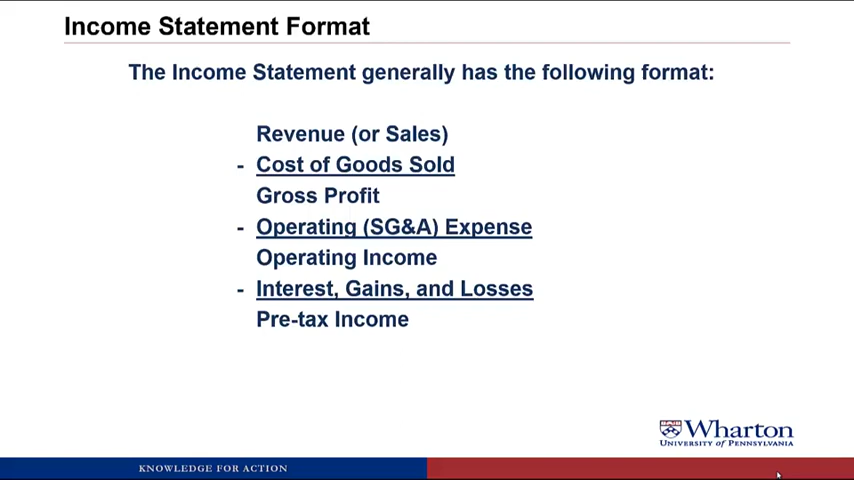 Income Statement Format
The Income Statement generally has the following format:
Revenue (or Sales)
- Cost of Goods Sold
Gross Profit
- Operating (SG&A) Expense
Operating Income
- Interest, Gains, and Losses
Pre-tax Income
Wharton
UNIVERSITY of PENNSYLVANIA
KNOWLEDGE FOR ACTION